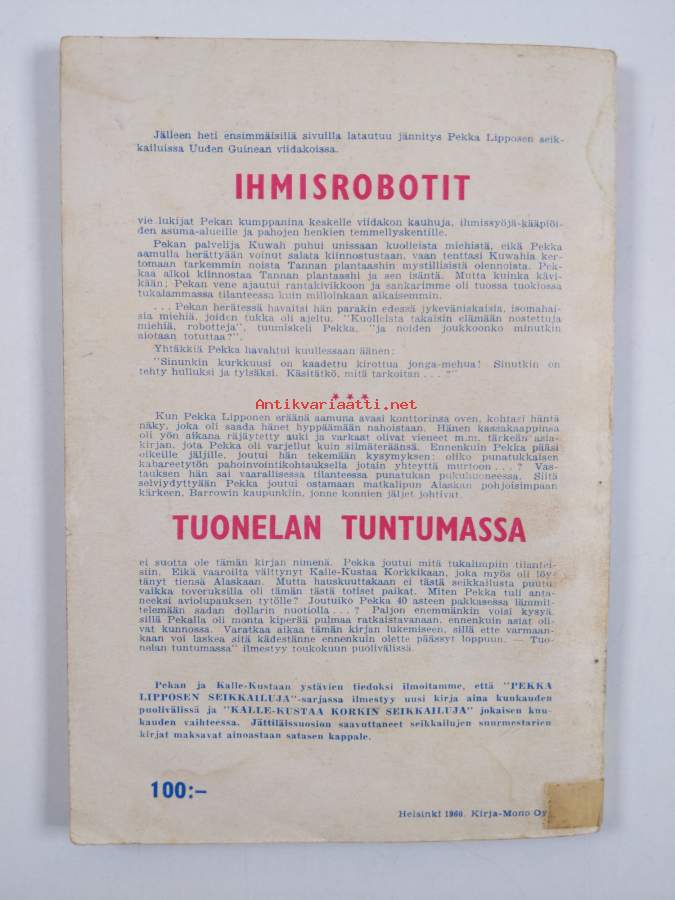 Jälleen heti ensimmäisiliä sivuilla latautuu jännitys Pekka Lipposen seik-
kailuissa Uuden Guinean viidakoissa.
IHMISROBOTIT
vie lukijat Pekan kumppanina keskelle viidakon kauhuja, ihmissyöjä-kääpiöi-
den asuma-alueille ja pahojen henkien temmellyskentille.
Pekan palvelija Kuwah puhui unissaan kuolleista miehistä, eikä Pekka
aamulla herättyään voinut salata kiinnostustaan, vaan tenttasi Kuwahia ker-
tomaan tarkemmin noista Tannan plantaashin mystillisistä olennoista. Pek-
kaa alkoi kiinnostaa Tannan plantaashi ja sen isäntä. Mutta kuinka kävi-
kään; Pekan vene ajautui rantakivikkoon ja sankarimme oli tuossa tuokiossa
tukalammassa tilanteessa kuin milloinkaan aikaisemmin.
. . . Pekan herätessä havaitsi hän parakin edessä jykeväniskaisia, isomahai-
sia miehiä, joiden tukka oli ajeltu. "Kuolleista takaisin elämään nostettuja
miehiä, robotteja", tuumiskeli Pekka, "ja noiden joukkoonko minutkin
aiotaan totuttaa?",
Yhtäkkiä Pekka havahtui kuullessaan äänen:
"Sinunkin kurkkuusi on kaadettu kirottua jonga-mehua! Sinutkin on
tehty hulluksi ja tylsäksi. Käsitätkö, mitä tarkoitan . . . ?"
* * *
Antikvariaatti.net
Kun Pekka Lipponen eräänä aamuna avasi konttorinsa oven, kohtasi häntä
näky, joka oli saada hänet hyppäämään nahoistaan. Hänen kassakaappinsa
oli yön aikana räjäytetty auki ja varkaat olivat vieneet m.m. tärkeän asia-
kirjan, jota Pekka oli varjellut kuin silmäteräänsä. Ennenkuin Pekka pääsi
oikeille jäljille, joutui hän tekemään kysymyksen: oliko punatukkaisen
kabareetytön pahoinvointikohtauksella jotain yhteyttä murtoon . . . ? Vas-
tauksen hän sai vaarallisessa tilanteessa punatukan pukuhuoneessa. Siitä
selviydyttyään Pekka joutui ostamaan matkalipun Alaskan pohjoisimpaan
kärkeen, Barrowin kaupunkiin, jonne konnien jäljet johtivat.
TUONELAN TUNTUMASSA
ei suotta ole tämän kirjan nimenä. Pekka joutui mitä tukalimpiin tilantei-
siin. Eikä vaaroilta välttynyt Kalle-Kustaa Korkkikaan, joka myös oli löy-
tänyt tiensä Alaskaan. Mutta hauskuuttakaan ei tästä seikkailusta puutu,
vaikka toveruksilla oli tämän tästä totiset paikat. Miten Pekka tuli anta-
neeksi aviolupauksen tytölle? Joutuiko Pekka 40 asteen pakkasessa lämmit-
telemään sadan dollarin nuotiolla . . . ? Paljon enemmänkin voisi kysyä,
sillä Pekalla oli monta kiperää pulmaa ratkaistavanaan, ennenkuin asiat oli-
vat kunnossa. Varatkaa aikaa tämän kirjan lukemiseen, sillä ette varmaan-
kaan voi laskea sitä kädestänne ennenkuin olette päässyt loppuun. — Tuo-
nelan tuntumassa" ilmestyy toukokuun puolivälissä.
Pekan ja Kalle-Kustaan ystävien tiedoksi ilmoitamme, että "PEKKA
LIPPOSEN SEIKKAILUJA"-sarjassa ilmestyy uusi kirja aina kuukauden
puolivälissä ja "KALLE-KUSTAA KORKIN SEIKKAILUJA" jokaisen kuu-
kauden vaihteessa. Jättiläissuosion saavuttaneet seikkailujen suurmestarien
kirjat maksavat ainoastaan satasen kappale.
100:–
Helsinki 1960. Kirja-Mono Oy.